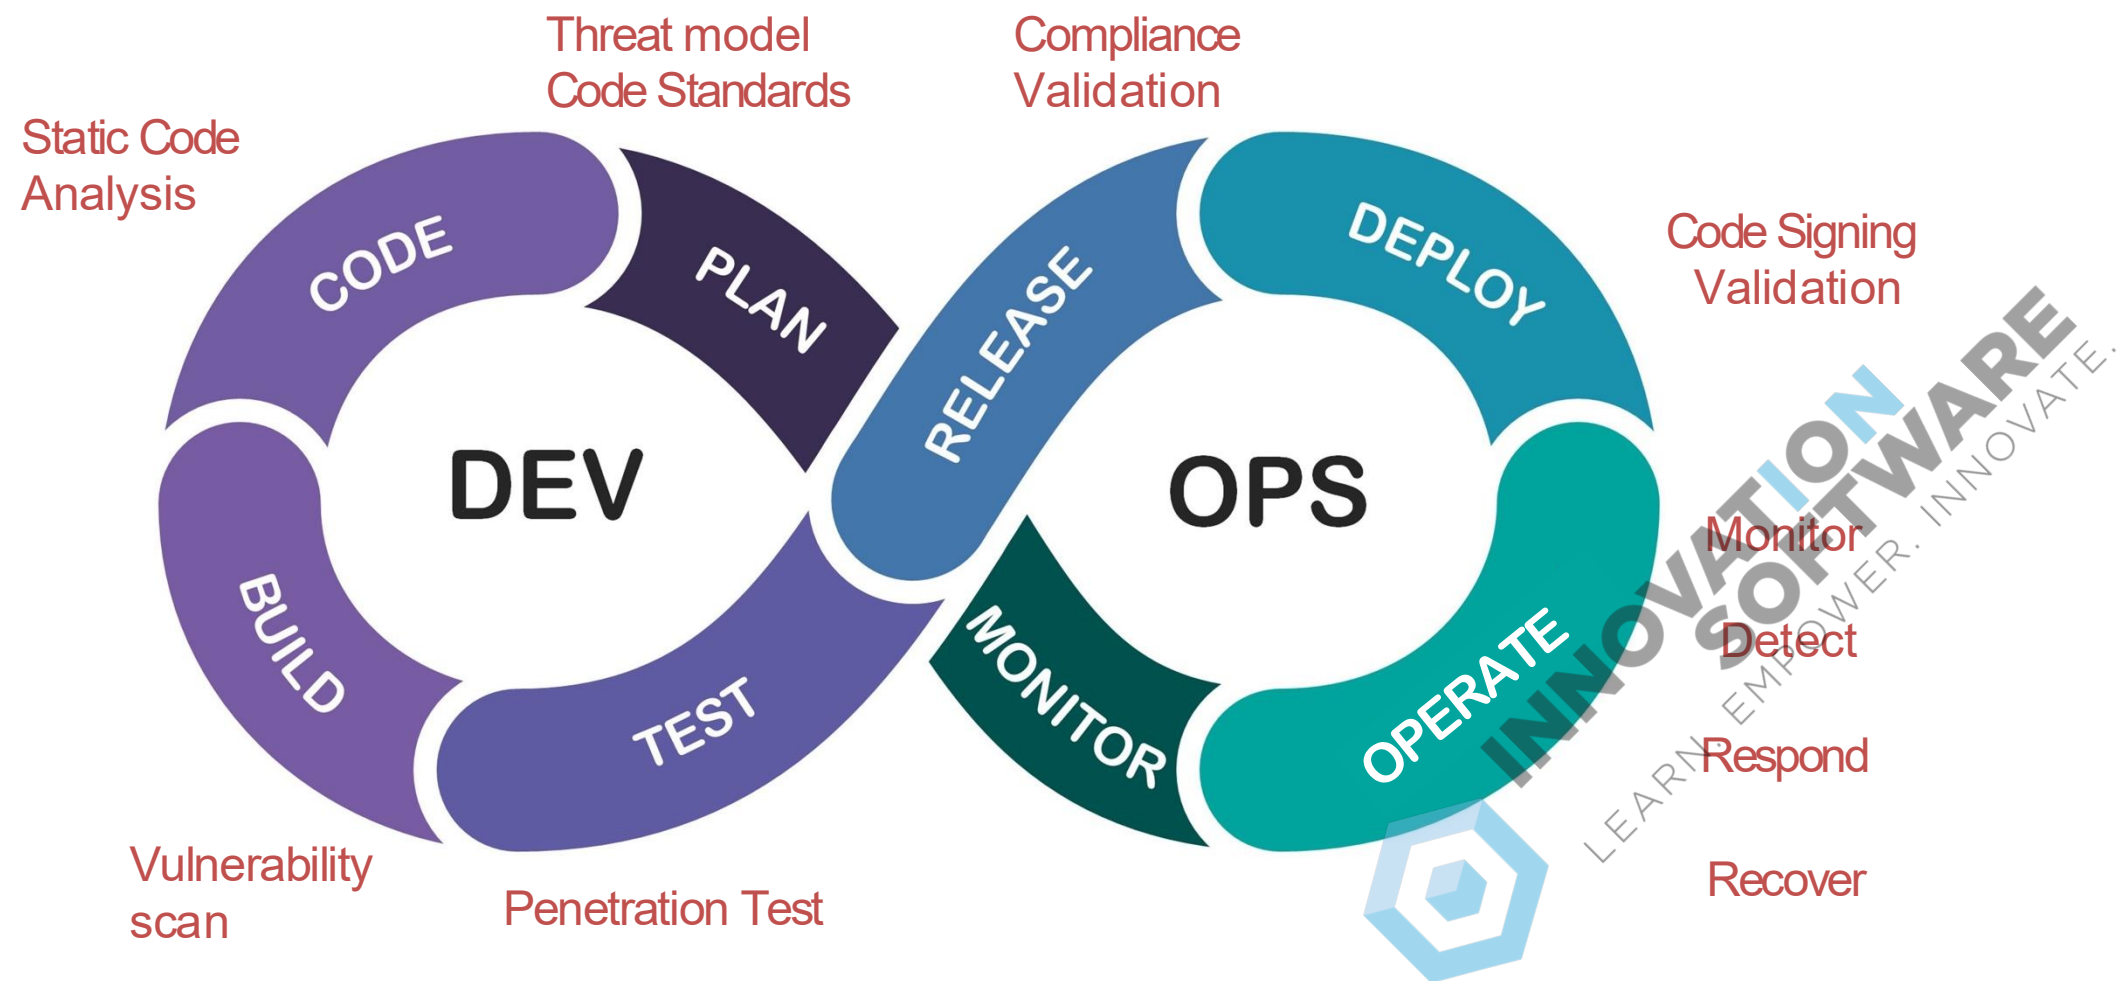 Threat model
Code Standards
Compliance
Validation
Static Code
Analysis
CODE
PLAN
RELEASE
DEPLOY
Code Signing
Validation
DEV
OPS
BUILD
TEST
MONITOR
OPERATE
Monitor
Detect
Respond
Recover
INNOVATION
SOFTWARE
LEARN. EMPOWER. INNOVATE.
Vulnerability
scan
Penetration Test